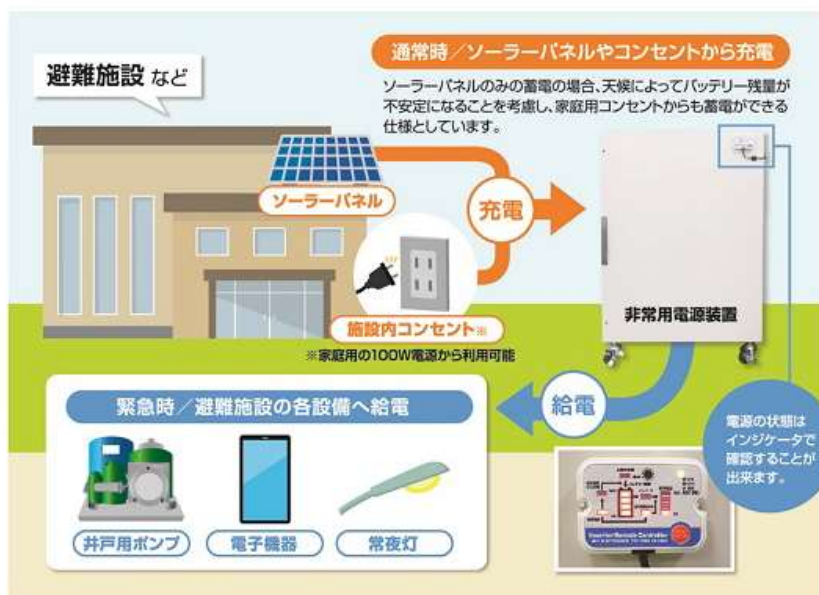 通常時／ソーラーパネルやコンセントから充電
避難施設 など
ソーラーパネルのみの蓄電の場合、天候によってバッテリー残量が
不安定になることを考慮し、家庭用コンセントからも蓄電ができる
仕様としています。
ソーラーパネル
充電
施設内コンセント※
※家庭用の100W電源から利用可能
非常用電源装置
緊急時／避難施設の各設備へ給電
給電
電源の状態は
インジケータで
確認することが
出来ます。
井戸用ポンプ
電子機器
常夜灯
Inverter Remote Controller